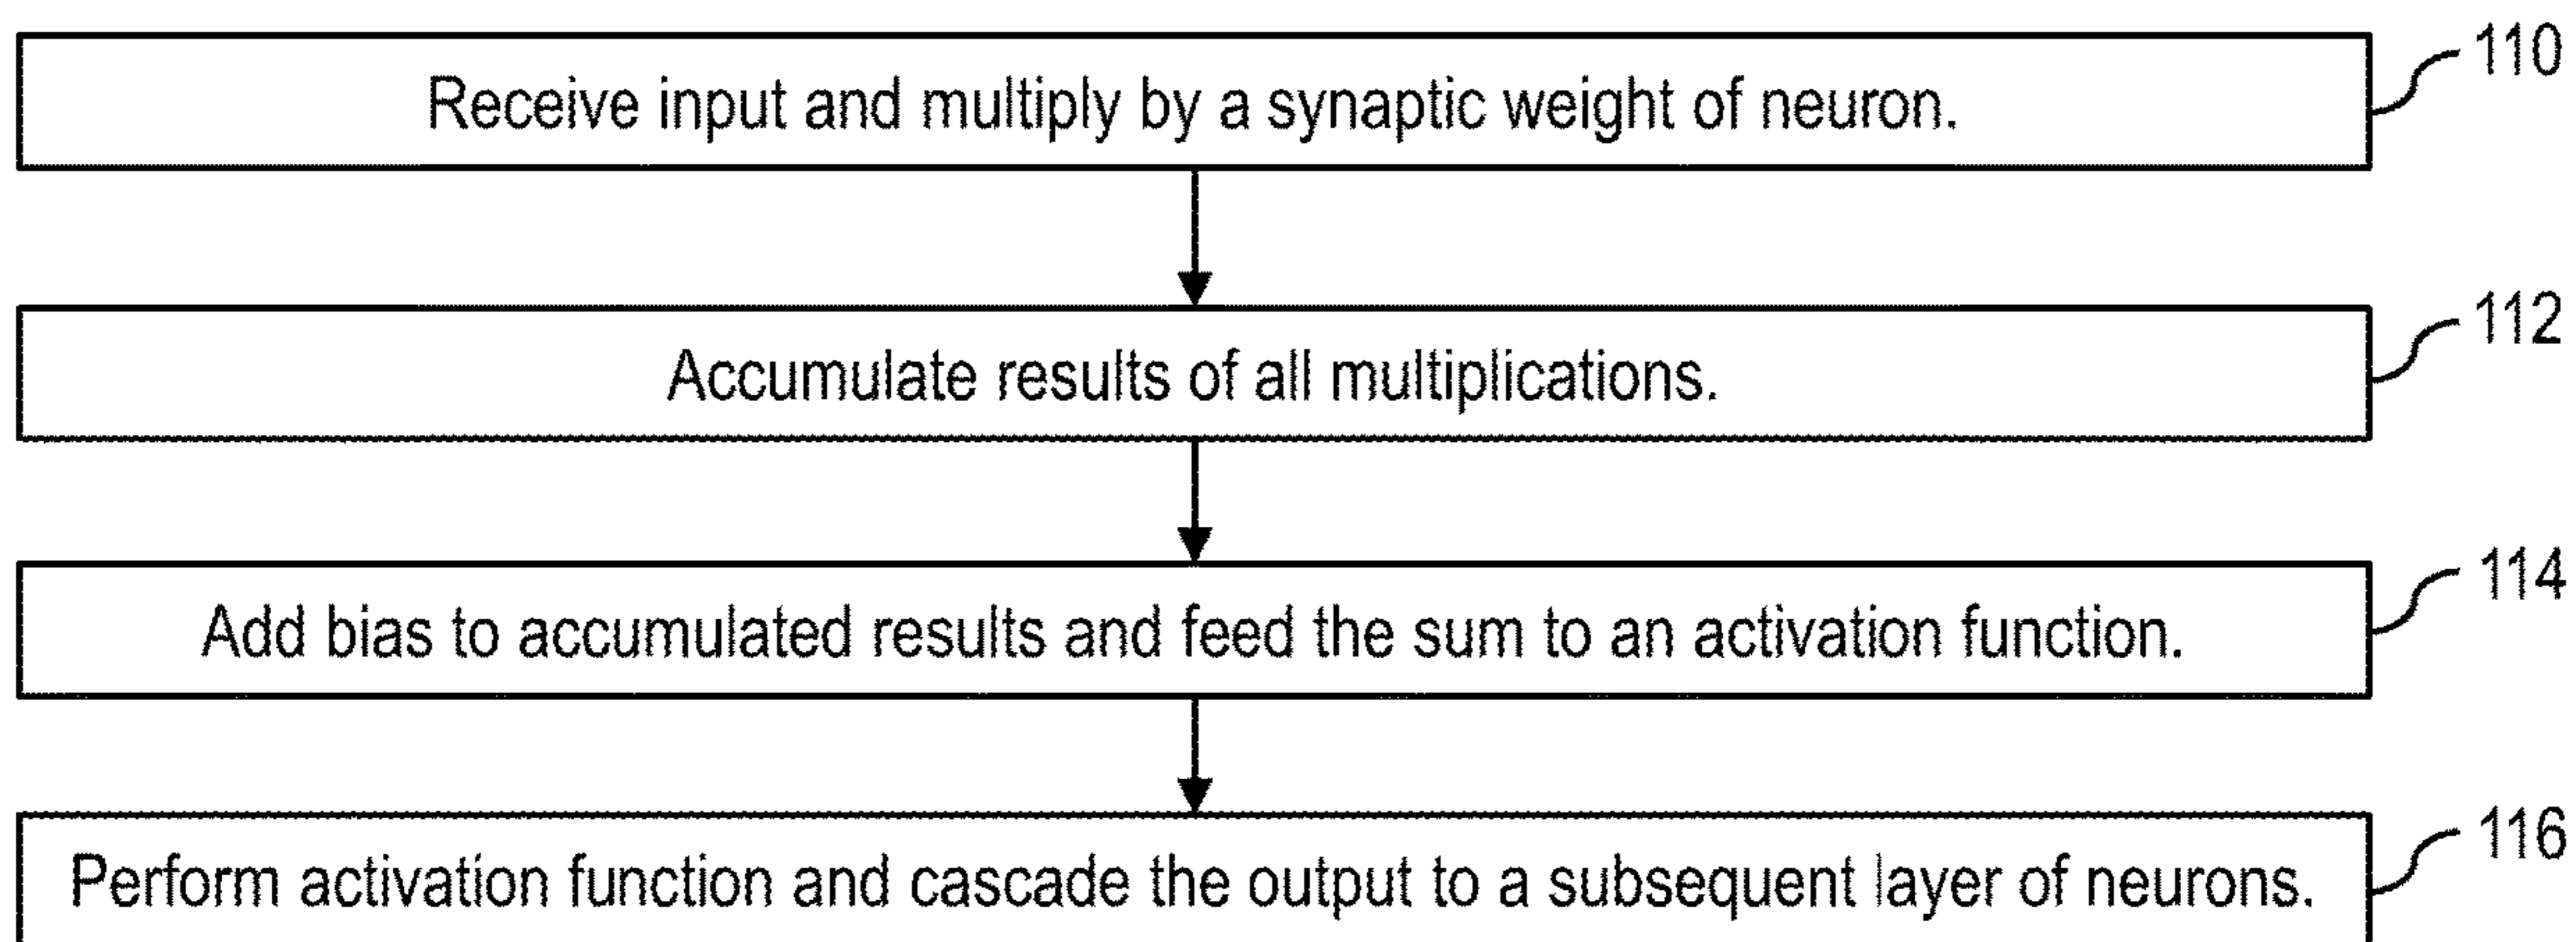 110
Receive input and multiply by a synaptic weight of neuron.
112
Accumulate results of all multiplications.
114
Add bias to accumulated results and feed the sum to an activation function.
116
Perform activation function and cascade the output to a subsequent layer of neurons.